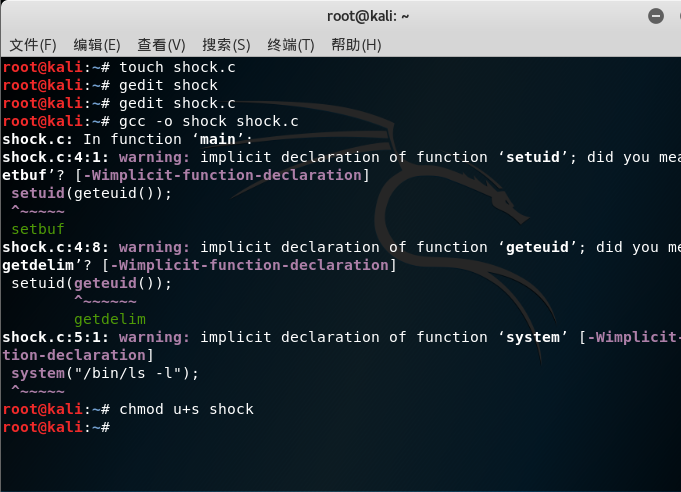 root@kali: ~
文件(F) 编辑(E) 查看(V) 搜索(S) 终端(T) 帮助(H)
root@kali:~# touch shock.c
root@kali:~# gedit shock
root@kali:~# gedit shock.c
root@kali:~# gcc -o shock shock.c
shock.c: In function ‘main’:
shock.c:4:1: warning: implicit declaration of function ‘setuid’; did you mea
etbuf’? [-Wimplicit-function-declaration]
setuid(geteuid());
^~~~~~
setbuf
shock.c:4:8: warning: implicit declaration of function ‘geteuid’; did you me
getdelim’? [-Wimplicit-function-declaration]
setuid(geteuid());
^~~~~~~
getdelim
shock.c:5:1: warning: implicit declaration of function ‘system’ [-Wimplicit-
tion-declaration]
system("/bin/ls -l");
^~~~~~
root@kali:~# chmod u+s shock
root@kali:~#